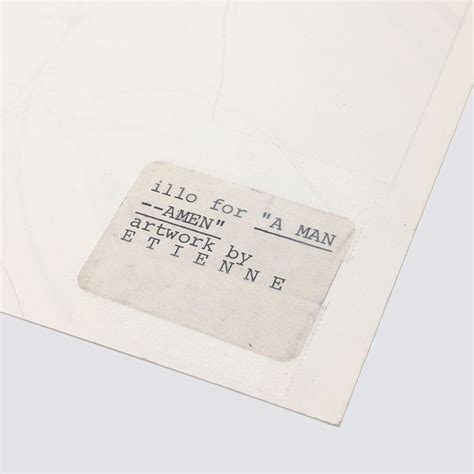 illo for "A MAN
--AMEN"
artwork by
E T I E N N E